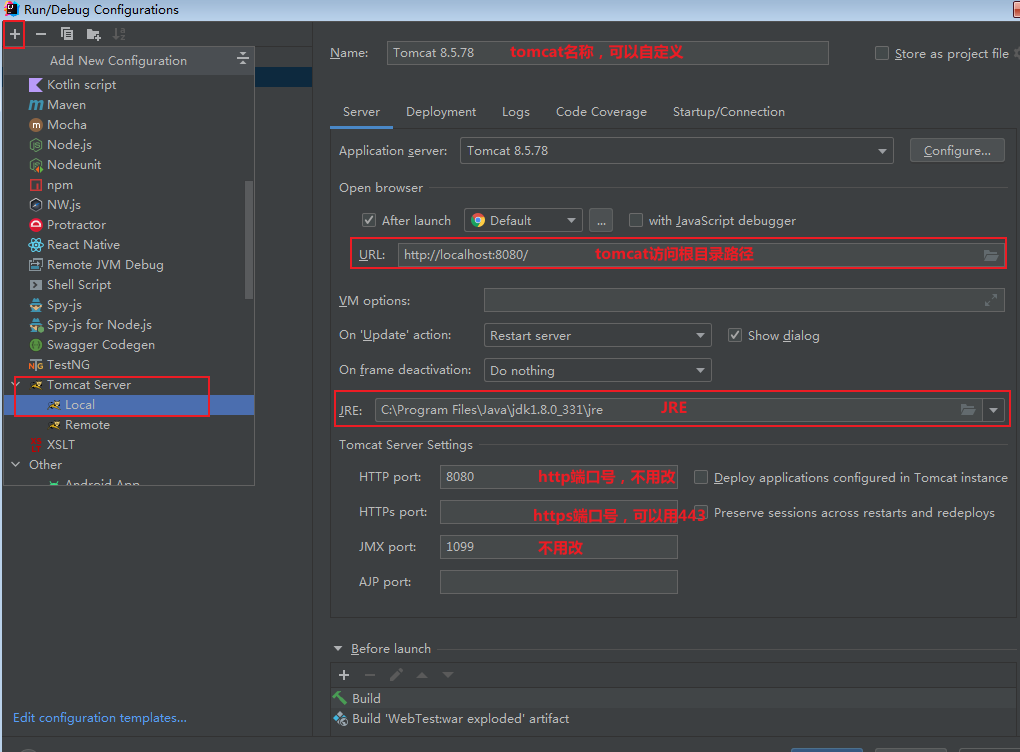 Run/Debug Configurations
Add New Configuration
Kotlin script
Maven
Mocha
Node.js
Nodeunit
npm
NW.js
Protractor
React Native
Remote JVM Debug
Shell Script
Spy-js
Spy-js for Node.js
Swagger Codegen
TestNG
Tomcat Server
Local
Remote
XSLT
Other
Android App
Edit configuration templates...
Name: Tomcat 8.5.78 tomcat名称，可以自定义 Store as project file
Server Deployment Logs Code Coverage Startup/Connection
Application server: Tomcat 8.5.78 Configure...
Open browser
After launch Default ... with JavaScript debugger
URL: http://localhost:8080/ tomcat访问根目录路径
VM options:
On 'Update' action: Restart server Show dialog
On frame deactivation: Do nothing
JRE: C:\Program Files\Java\jdk1.8.0_331\jre JRE
Tomcat Server Settings
HTTP port: 8080 http端口号，不用改 Deploy applications configured in Tomcat instance
HTTPs port: https端口号，可以用443 Preserve sessions across restarts and redeploys
JMX port: 1099 不用改
AJP port:
Before launch
Build
Build 'WebTest:war exploded' artifact